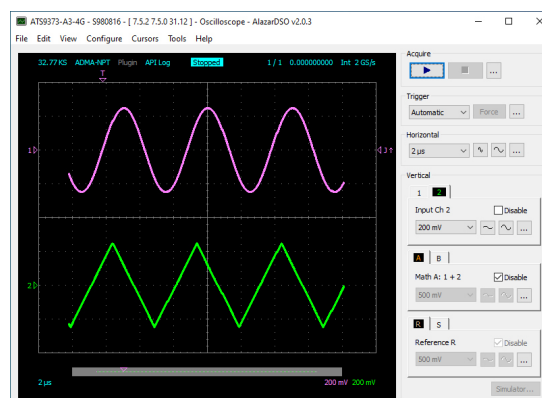 ATS9373-A3-4G - S980816 - [ 7.5.2 7.5.0 31.12 ] - Oscilloscope - AlazarDSO v2.0.3
File Edit View Configure Cursors Tools Help
32.77KS ADMA-NPT Plugin API Log Stopped 1 / 1 0.000000000 Int 2 GS/s
T
1
J↑
2
2 µs 200 mV 200 mV
Acquire
...
Trigger
Automatic Force ...
Horizontal
2 µs ...
Vertical
1 2
Input Ch 2 Disable
200 mV ...
A B
Math A: 1 + 2 Disable
500 mV ...
R S
Reference R Disable
500 mV ...
Simulator...